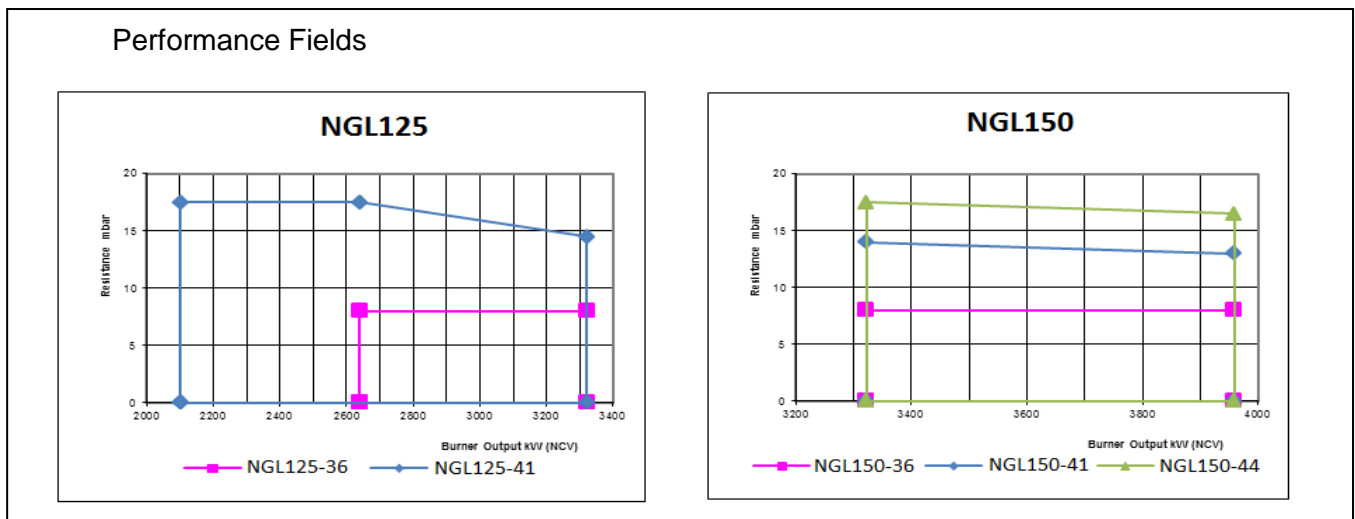 Performance Fields
NGL125
20
15
10
5
0
Resistance mbar
2000 2200 2400 2600 2800 3000 3200 3400
Burner Output kW (NCV)
NGL125-36 NGL125-41
NGL150
20
15
10
5
0
Resistance mbar
3200 3400 3600 3800 4000
Burner Output kW (NCV)
NGL150-36 NGL150-41 NGL150-44